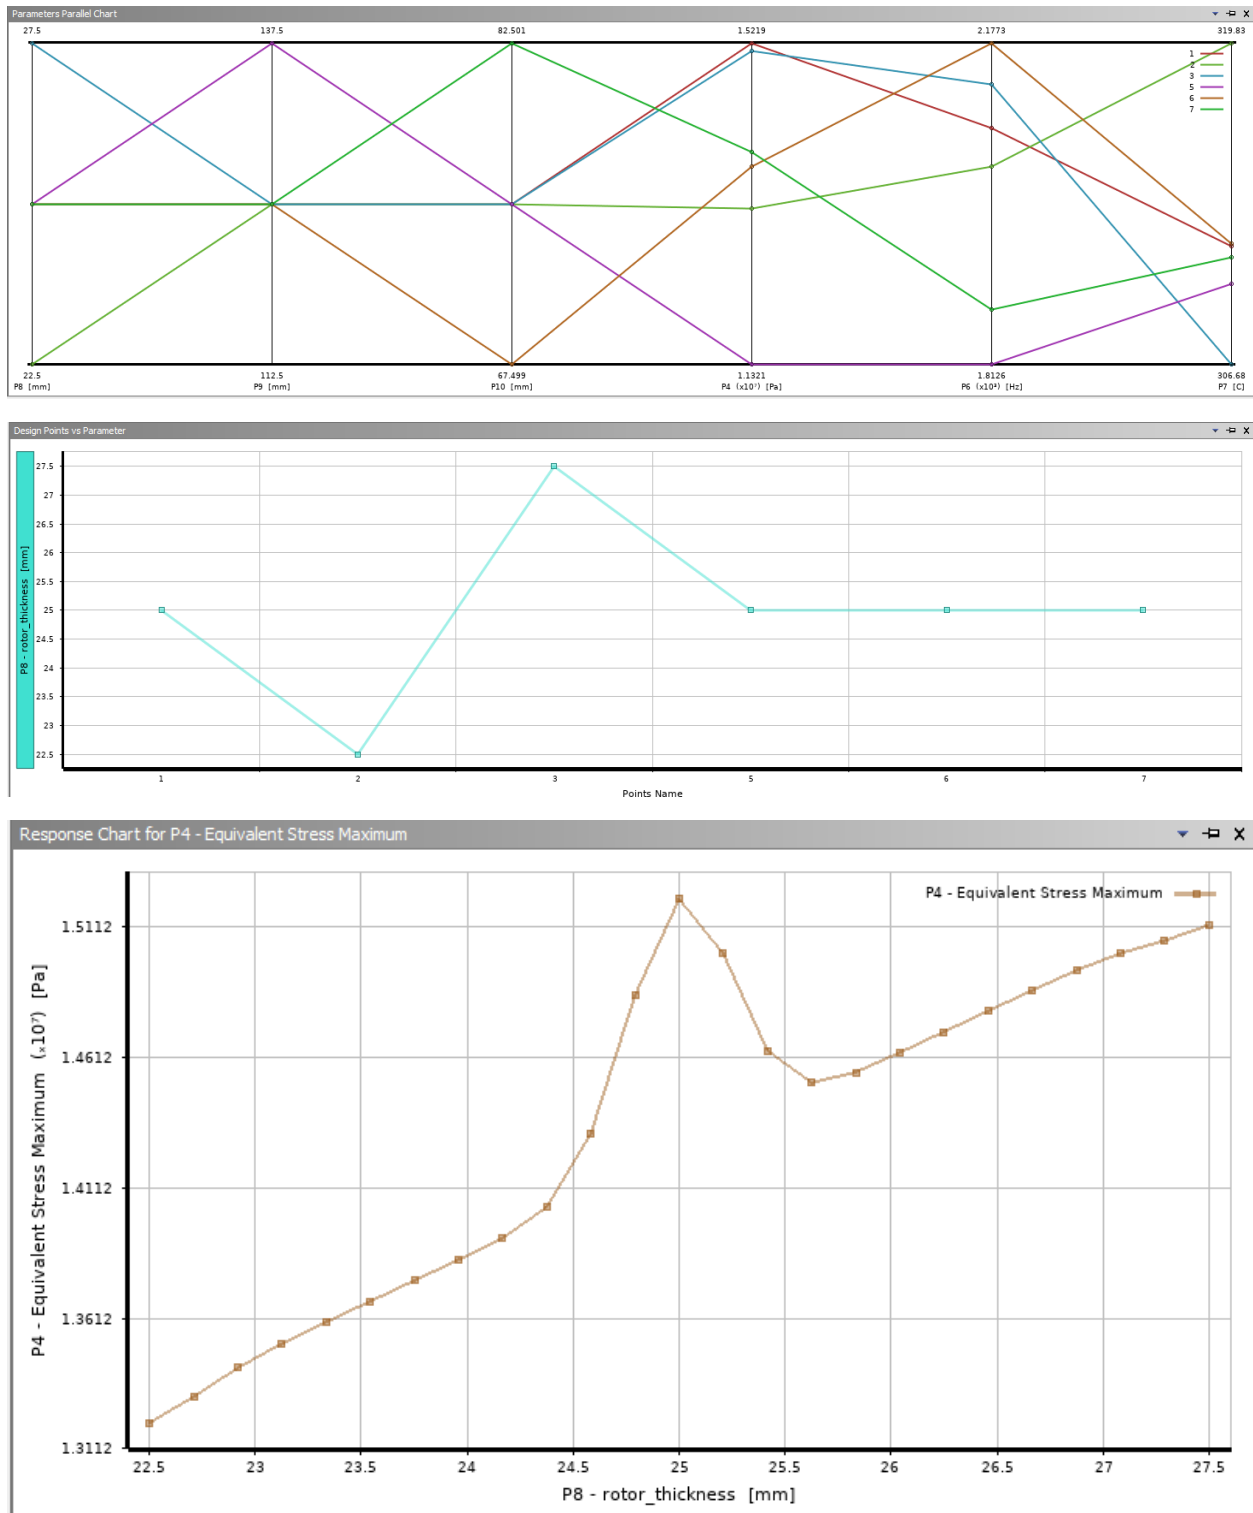 Parameters Parallel Chart
27.5 137.5 82.501 1.5219 2.1773 319.83
1
2
3
5
6
7
22.5 112.5 67.499 1.1321 1.8126 306.68
P8 [mm] P9 [mm] P10 [mm] P4 (x10⁷) [Pa] P6 (x10³) [Hz] P7 [C]
Design Points vs Parameter
P8 - rotor_thickness [mm]
27.5
27
26.5
26
25.5
25
24.5
24
23.5
23
22.5
1 2 3 5 6 7
Points Name
Response Chart for P4 - Equivalent Stress Maximum
P4 - Equivalent Stress Maximum
P4 - Equivalent Stress Maximum (x10⁷) [Pa]
1.5112
1.4612
1.4112
1.3612
1.3112
22.5 23 23.5 24 24.5 25 25.5 26 26.5 27 27.5
P8 - rotor_thickness [mm]